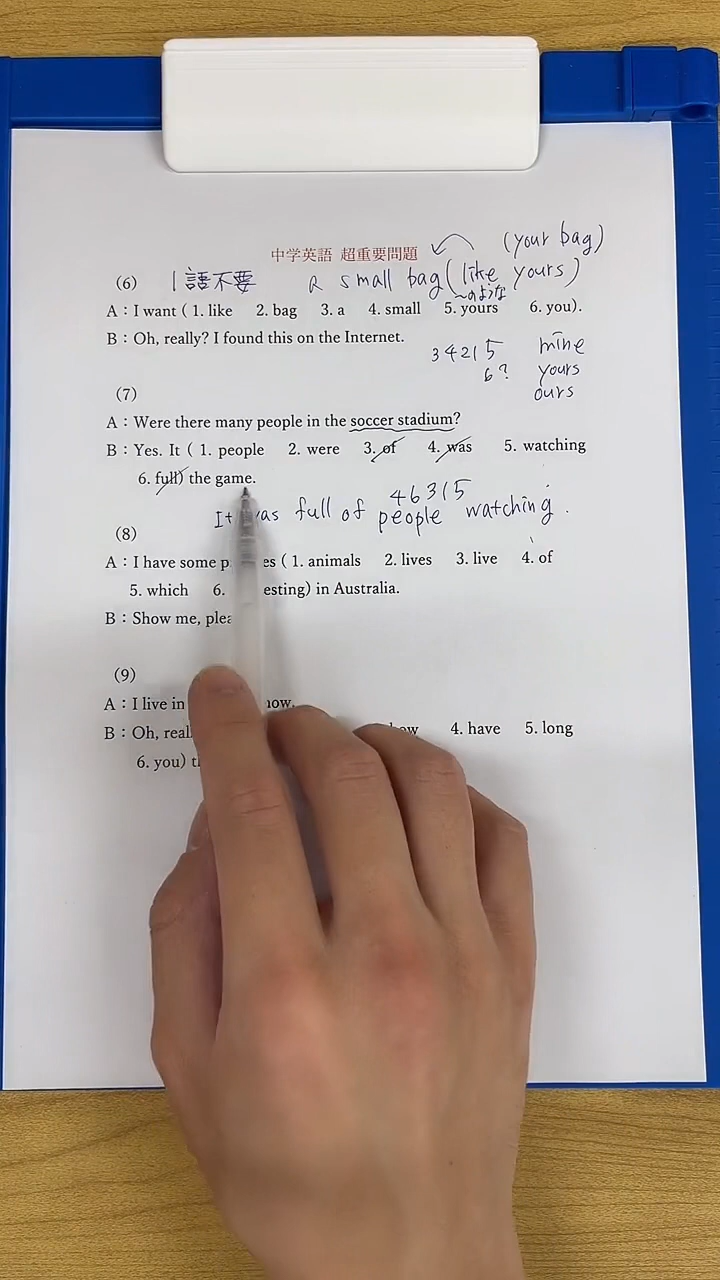 (your bag)
中学英語 超重要問題
(6) 1語不要 a small bag (like yours)
〜のような
A : I want ( 1. like 2. bag 3. a 4. small 5. yours 6. you).
B : Oh, really? I found this on the Internet.
34215 mine
6? yours
ours
(7)
A : Were there many people in the soccer stadium?
B : Yes. It ( 1. people 2. were 3. of 4. was 5. watching
6. full) the game.
46315
It was full of people watching.
(8)
A : I have some p es ( 1. animals 2. lives 3. live 4. of
5. which 6. esting) in Australia.
B : Show me, plea
(9)
A : I live in now.
B : Oh, real how 4. have 5. long
6. you) t